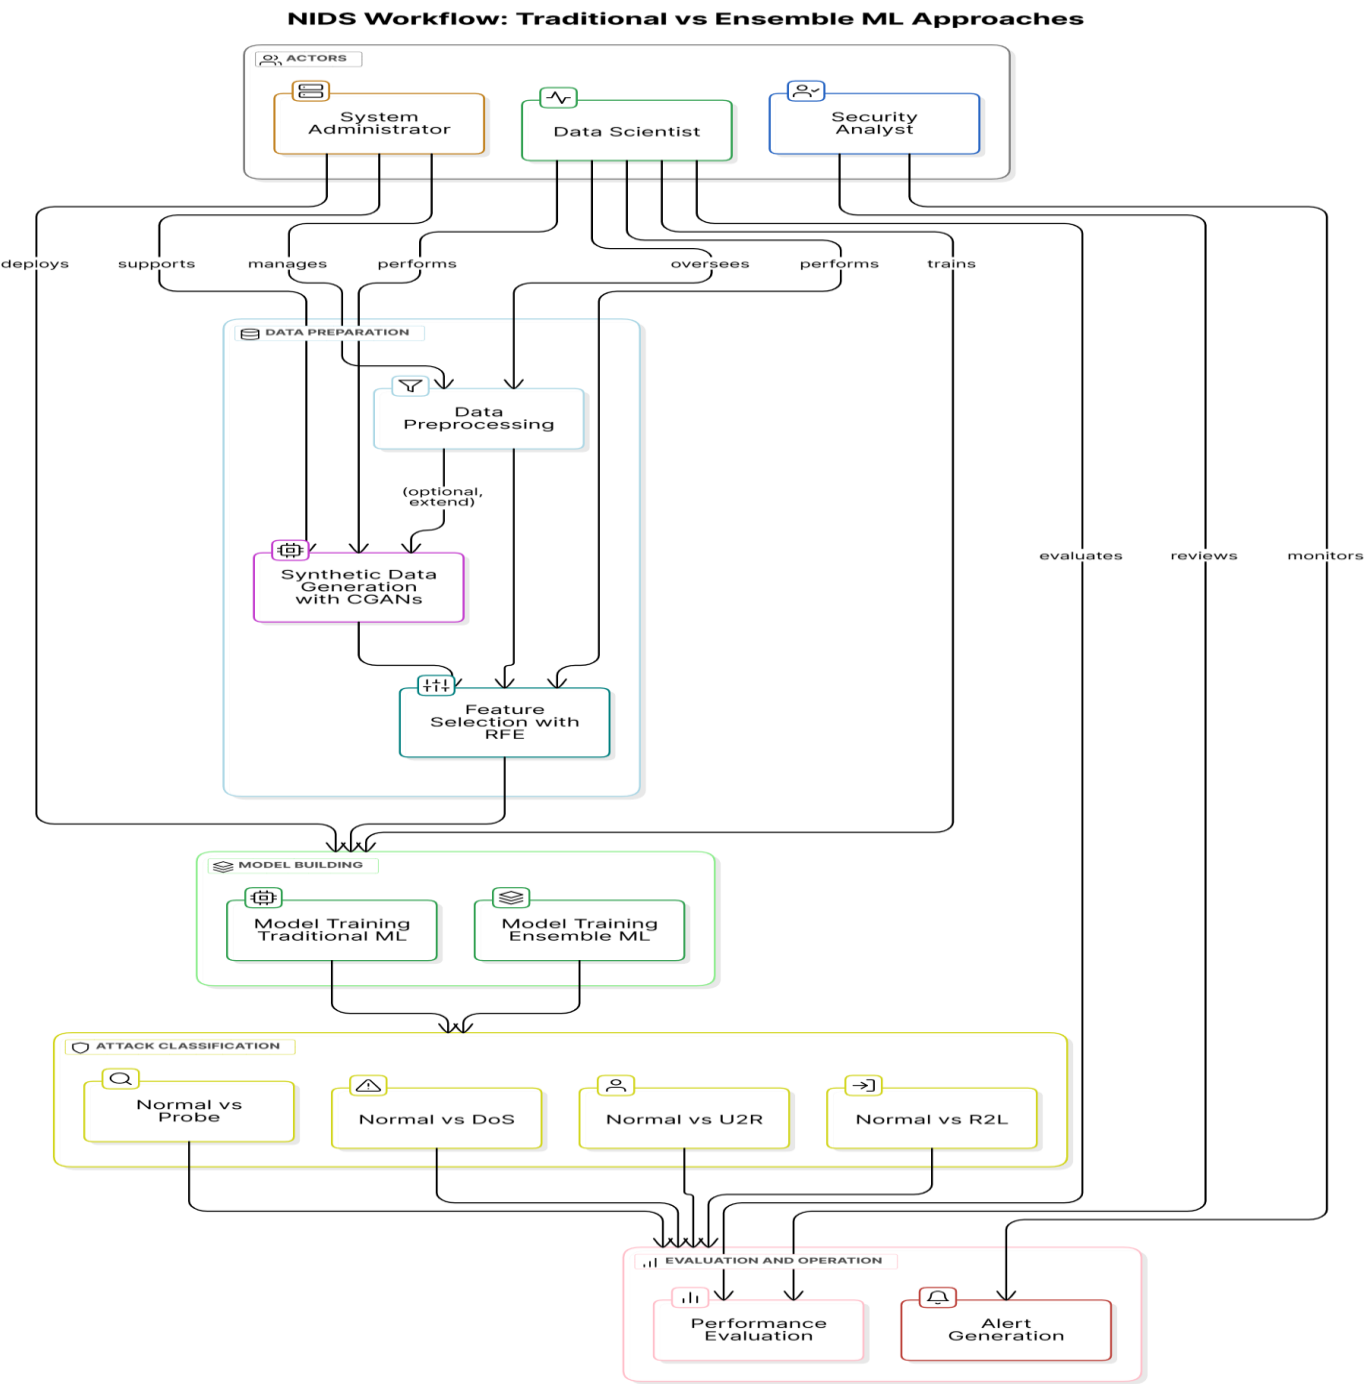 NIDS Workflow: Traditional vs Ensemble ML Approaches
ACTORS
System
Administrator
Data Scientist
Security
Analyst
deploys
supports
manages
performs
oversees
performs
trains
DATA PREPARATION
Data
Preprocessing
(optional,
extend)
evaluates
reviews
monitors
Synthetic Data
Generation
with CGANs
Feature
Selection with
RFE
MODEL BUILDING
Model Training
Traditional ML
Model Training
Ensemble ML
ATTACK CLASSIFICATION
Normal vs
Probe
Normal vs DoS
Normal vs U2R
Normal vs R2L
EVALUATION AND OPERATION
Performance
Evaluation
Alert
Generation